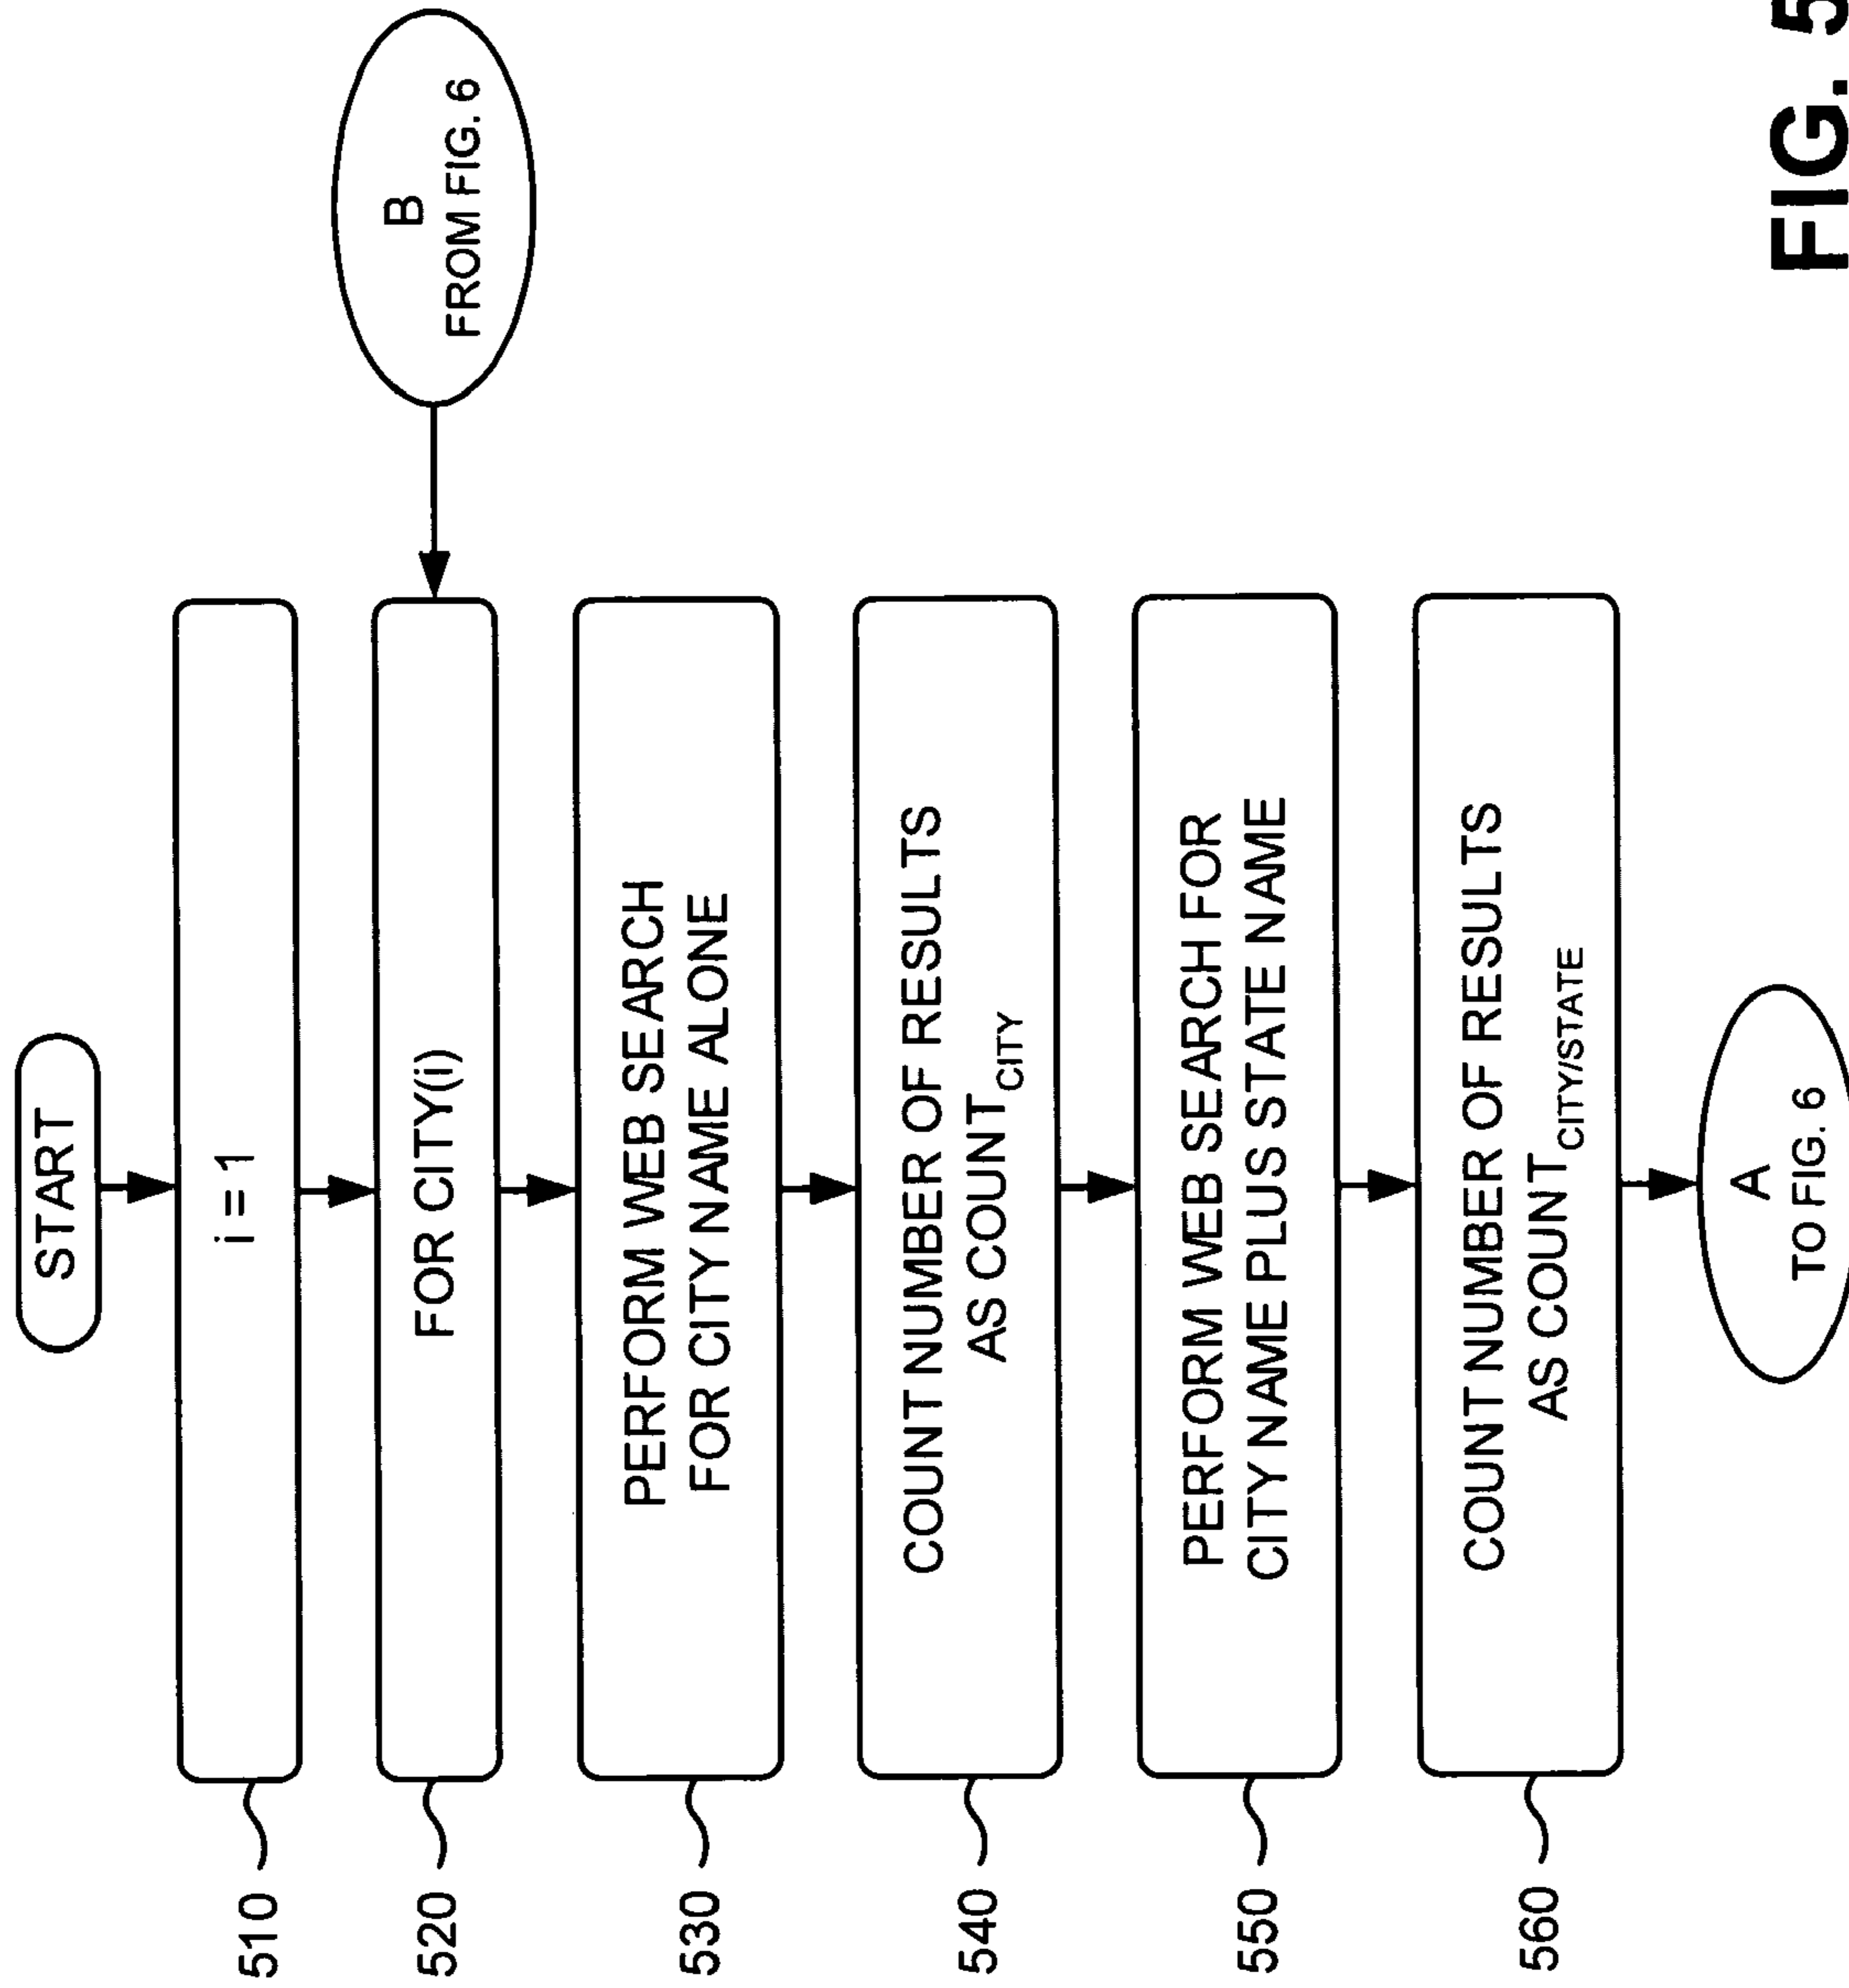 START
510
i = 1
520
FOR CITY(i)
B
FROM FIG. 6
530
PERFORM WEB SEARCH
FOR CITY NAME ALONE
540
COUNT NUMBER OF RESULTS
AS COUNT CITY
550
PERFORM WEB SEARCH FOR
CITY NAME PLUS STATE NAME
560
COUNT NUMBER OF RESULTS
AS COUNT CITY/STATE
A
TO FIG. 6
FIG. 5